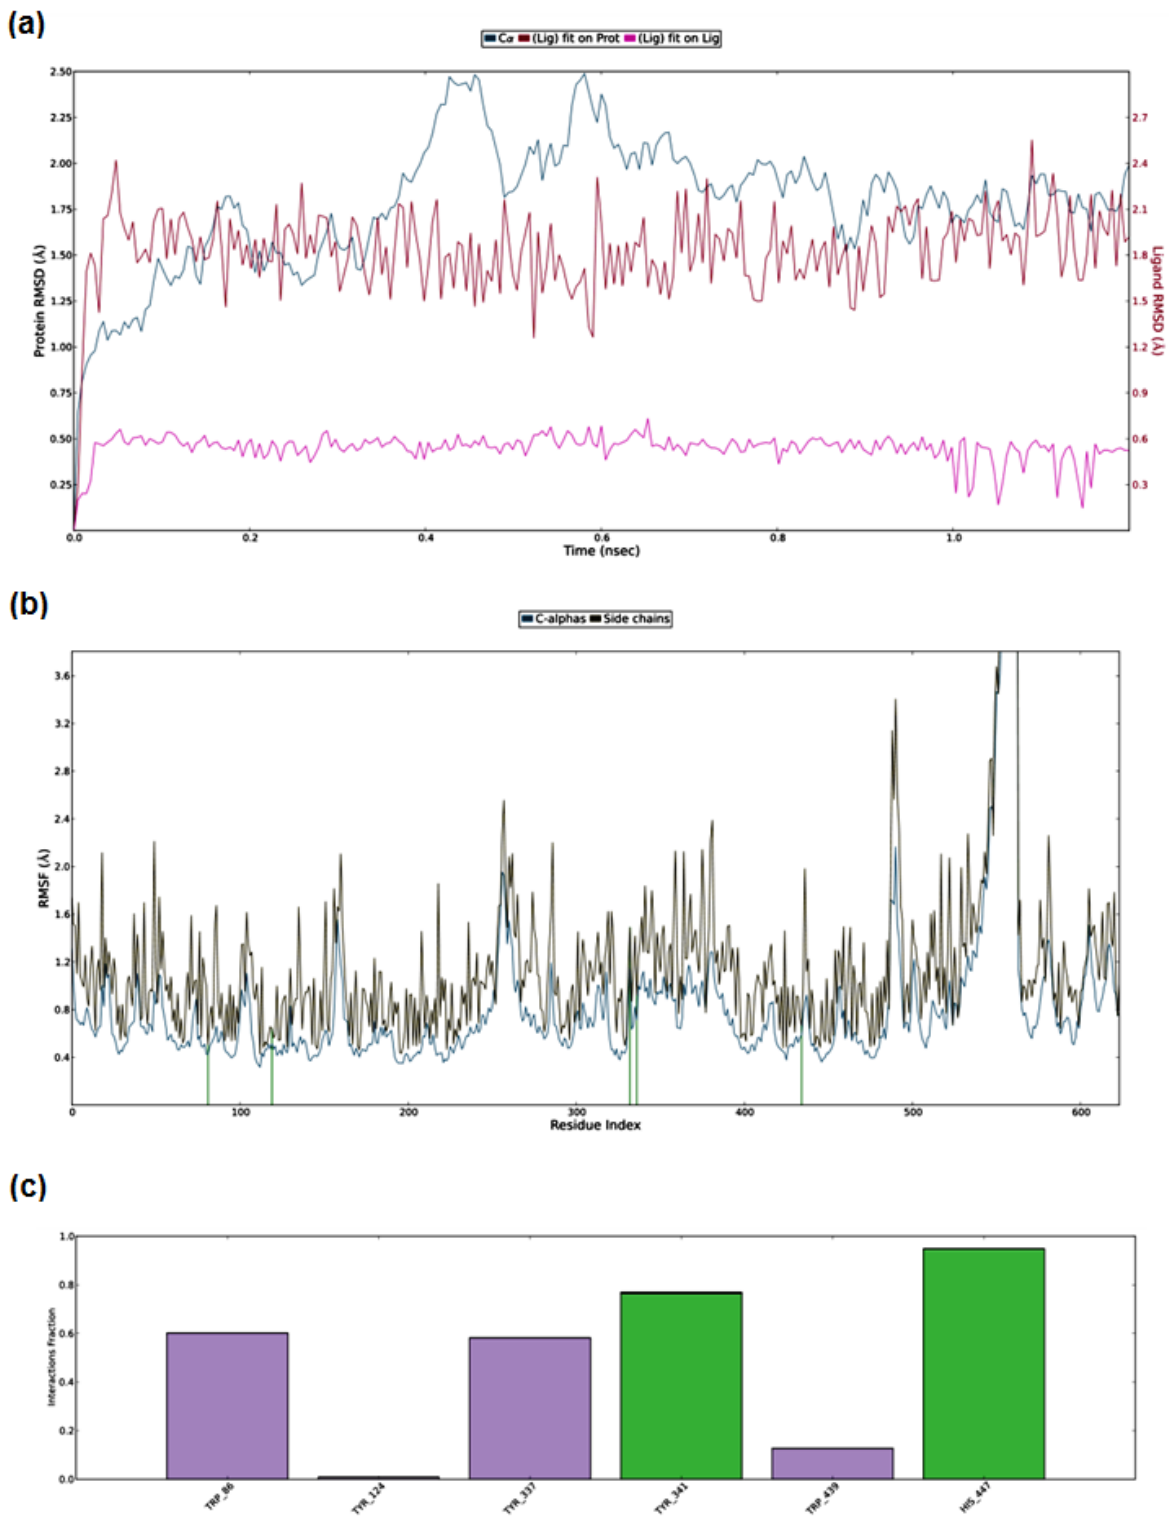 (a)
Cα (Lig) fit on Prot (Lig) fit on Lig
2.50
2.25
2.00
1.75
1.50
1.25
1.00
0.75
0.50
0.25
Protein RMSD (Å)
2.7
2.4
2.1
1.8
1.5
1.2
0.9
0.6
0.3
Ligand RMSD (Å)
0.0 0.2 0.4 0.6 0.8 1.0
Time (nsec)
(b)
C-alphas Side chains
3.6
3.2
2.8
2.4
2.0
1.6
1.2
0.8
0.4
RMSF (Å)
0 100 200 300 400 500 600
Residue Index
(c)
1.0
0.8
0.6
0.4
0.2
0.0
Interactions Fraction
TRP_86 TYR_124 TYR_337 TYR_341 TRP_439 HIS_447